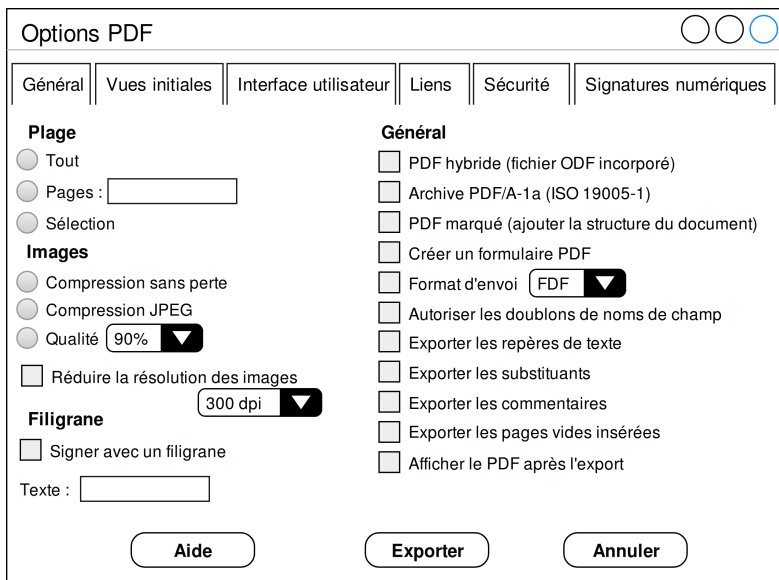 Options PDF
Général
Vues initiales
Interface utilisateur
Liens
Sécurité
Signatures numériques
Plage
Tout
Pages :
Sélection
Images
Compression sans perte
Compression JPEG
Qualité 90%
Réduire la résolution des images
300 dpi
Filigrane
Signer avec un filigrane
Texte :
Général
PDF hybride (fichier ODF incorporé)
Archive PDF/A-1a (ISO 19005-1)
PDF marqué (ajouter la structure du document)
Créer un formulaire PDF
Format d'envoi FDF
Autoriser les doublons de noms de champ
Exporter les repères de texte
Exporter les substituants
Exporter les commentaires
Exporter les pages vides insérées
Afficher le PDF après l'export
Aide
Exporter
Annuler